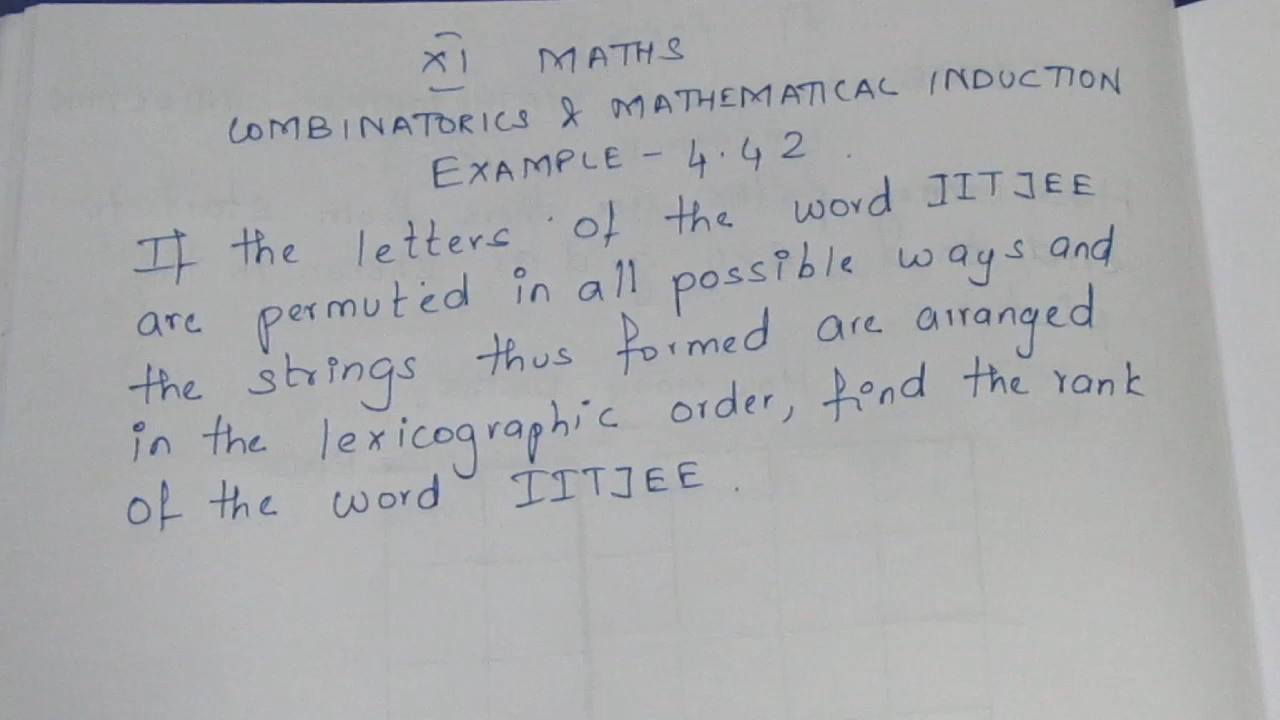 XI MATHS
COMBINATORICS & MATHEMATICAL INDUCTION
EXAMPLE - 4.42.
If the letters of the word IITJEE
are permuted in all possible ways and
the strings thus formed are arranged
in the lexicographic order, find the rank
of the word IITJEE.